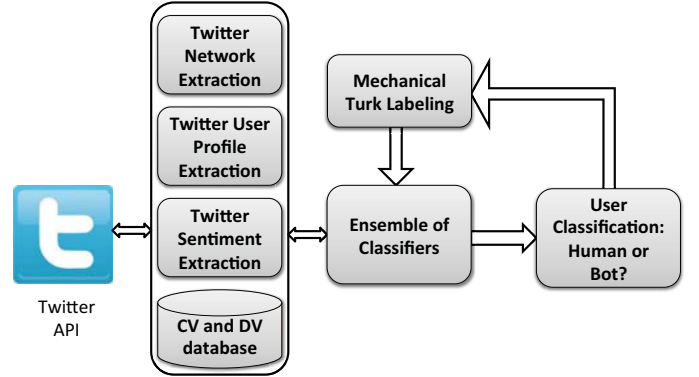 Twitter
Network
Extraction
Twitter User
Profile
Extraction
Twitter
Sentiment
Extraction
CV and DV
database
Twitter
API
Mechanical
Turk Labeling
Ensemble of
Classifiers
User
Classification:
Human or
Bot?